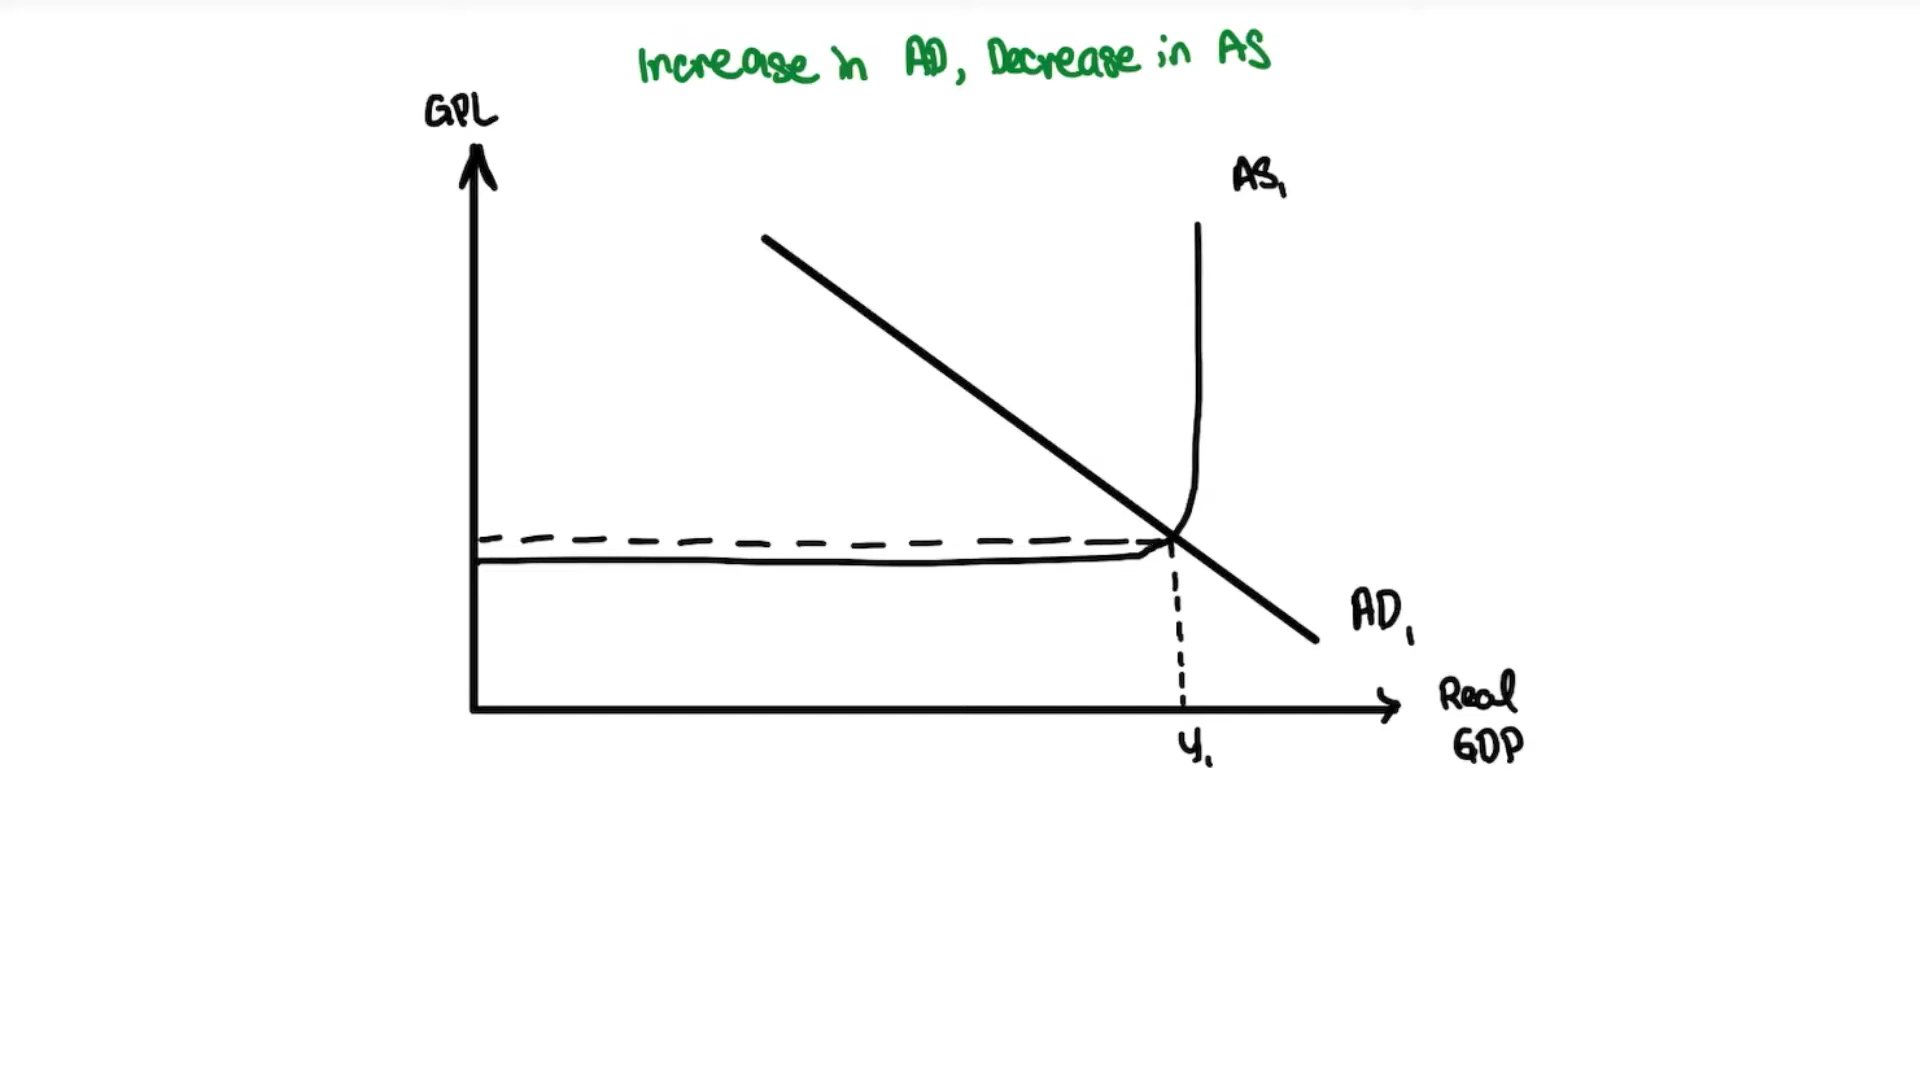 Increase in AD, Decrease in AS
GPL
AS₁
AD₁
Real
GDP
y₁